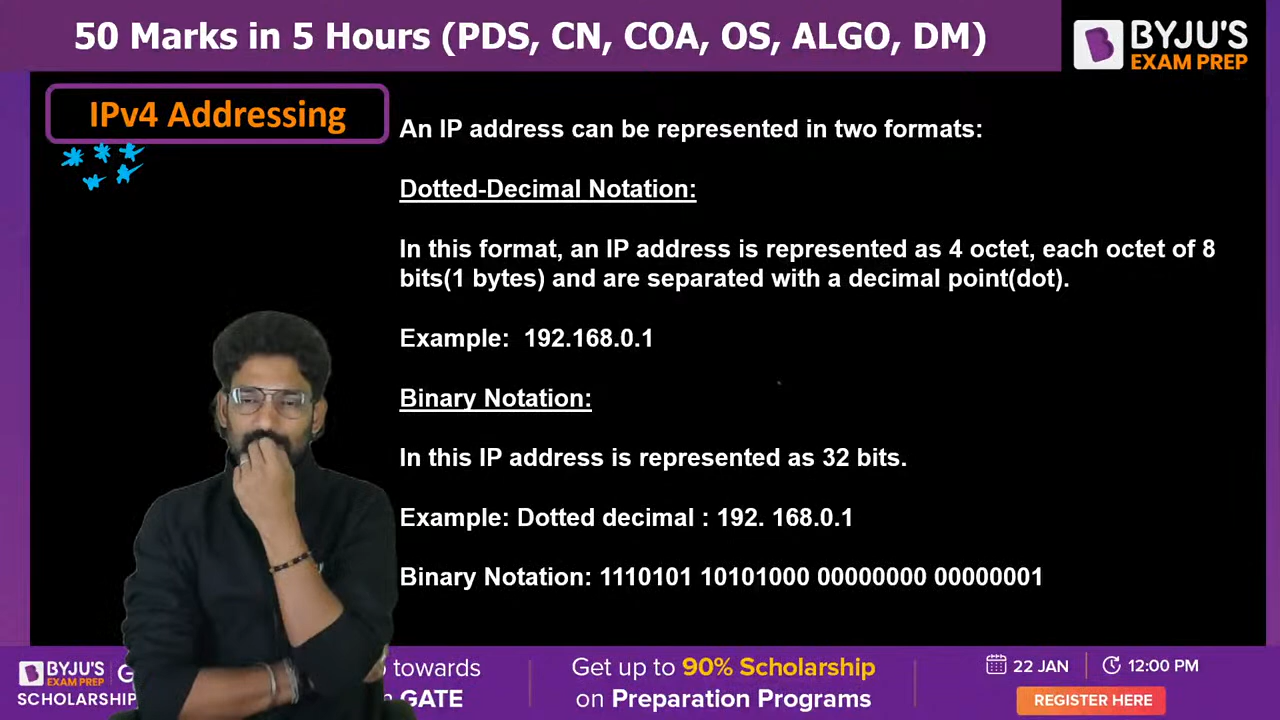 50 Marks in 5 Hours (PDS, CN, COA, OS, ALGO, DM)
BYJU'S
EXAM PREP
IPv4 Addressing
An IP address can be represented in two formats:
Dotted-Decimal Notation:
In this format, an IP address is represented as 4 octet, each octet of 8
bits(1 bytes) and are separated with a decimal point(dot).
Example: 192.168.0.1
Binary Notation:
In this IP address is represented as 32 bits.
Example: Dotted decimal : 192. 168.0.1
Binary Notation: 1110101 10101000 00000000 00000001
BYJU'S
EXAM PREP
SCHOLARSHIP
towards
GATE
Get up to 90% Scholarship
on Preparation Programs
22 JAN
12:00 PM
REGISTER HERE